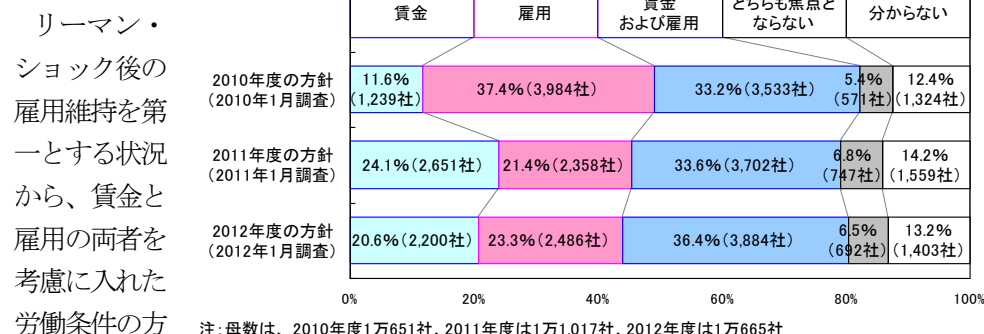 リーマン・
ショック後の
雇用維持を第
一とする状況
から、賃金と
雇用の両者を
考慮に入れた
労働条件の方
賃金
雇用
賃金
および雇用
どちらも焦点と
ならない
分からない
2010年度の方針
(2010年1月調査)
11.6%
(1,239社)
37.4%(3,984社)
33.2%(3,533社)
5.4%
(571社)
12.4%
(1,324社)
2011年度の方針
(2011年1月調査)
24.1%(2,651社)
21.4%(2,358社)
33.6%(3,702社)
6.8%
(747社)
14.2%
(1,559社)
2012年度の方針
(2012年1月調査)
20.6%(2,200社)
23.3%(2,486社)
36.4%(3,884社)
6.5%
(692社)
13.2%
(1,403社)
0%
20%
40%
60%
80%
100%
注:母数は、2010年度1万651社、2011年度は1万1,017社、2012年度は1万665社